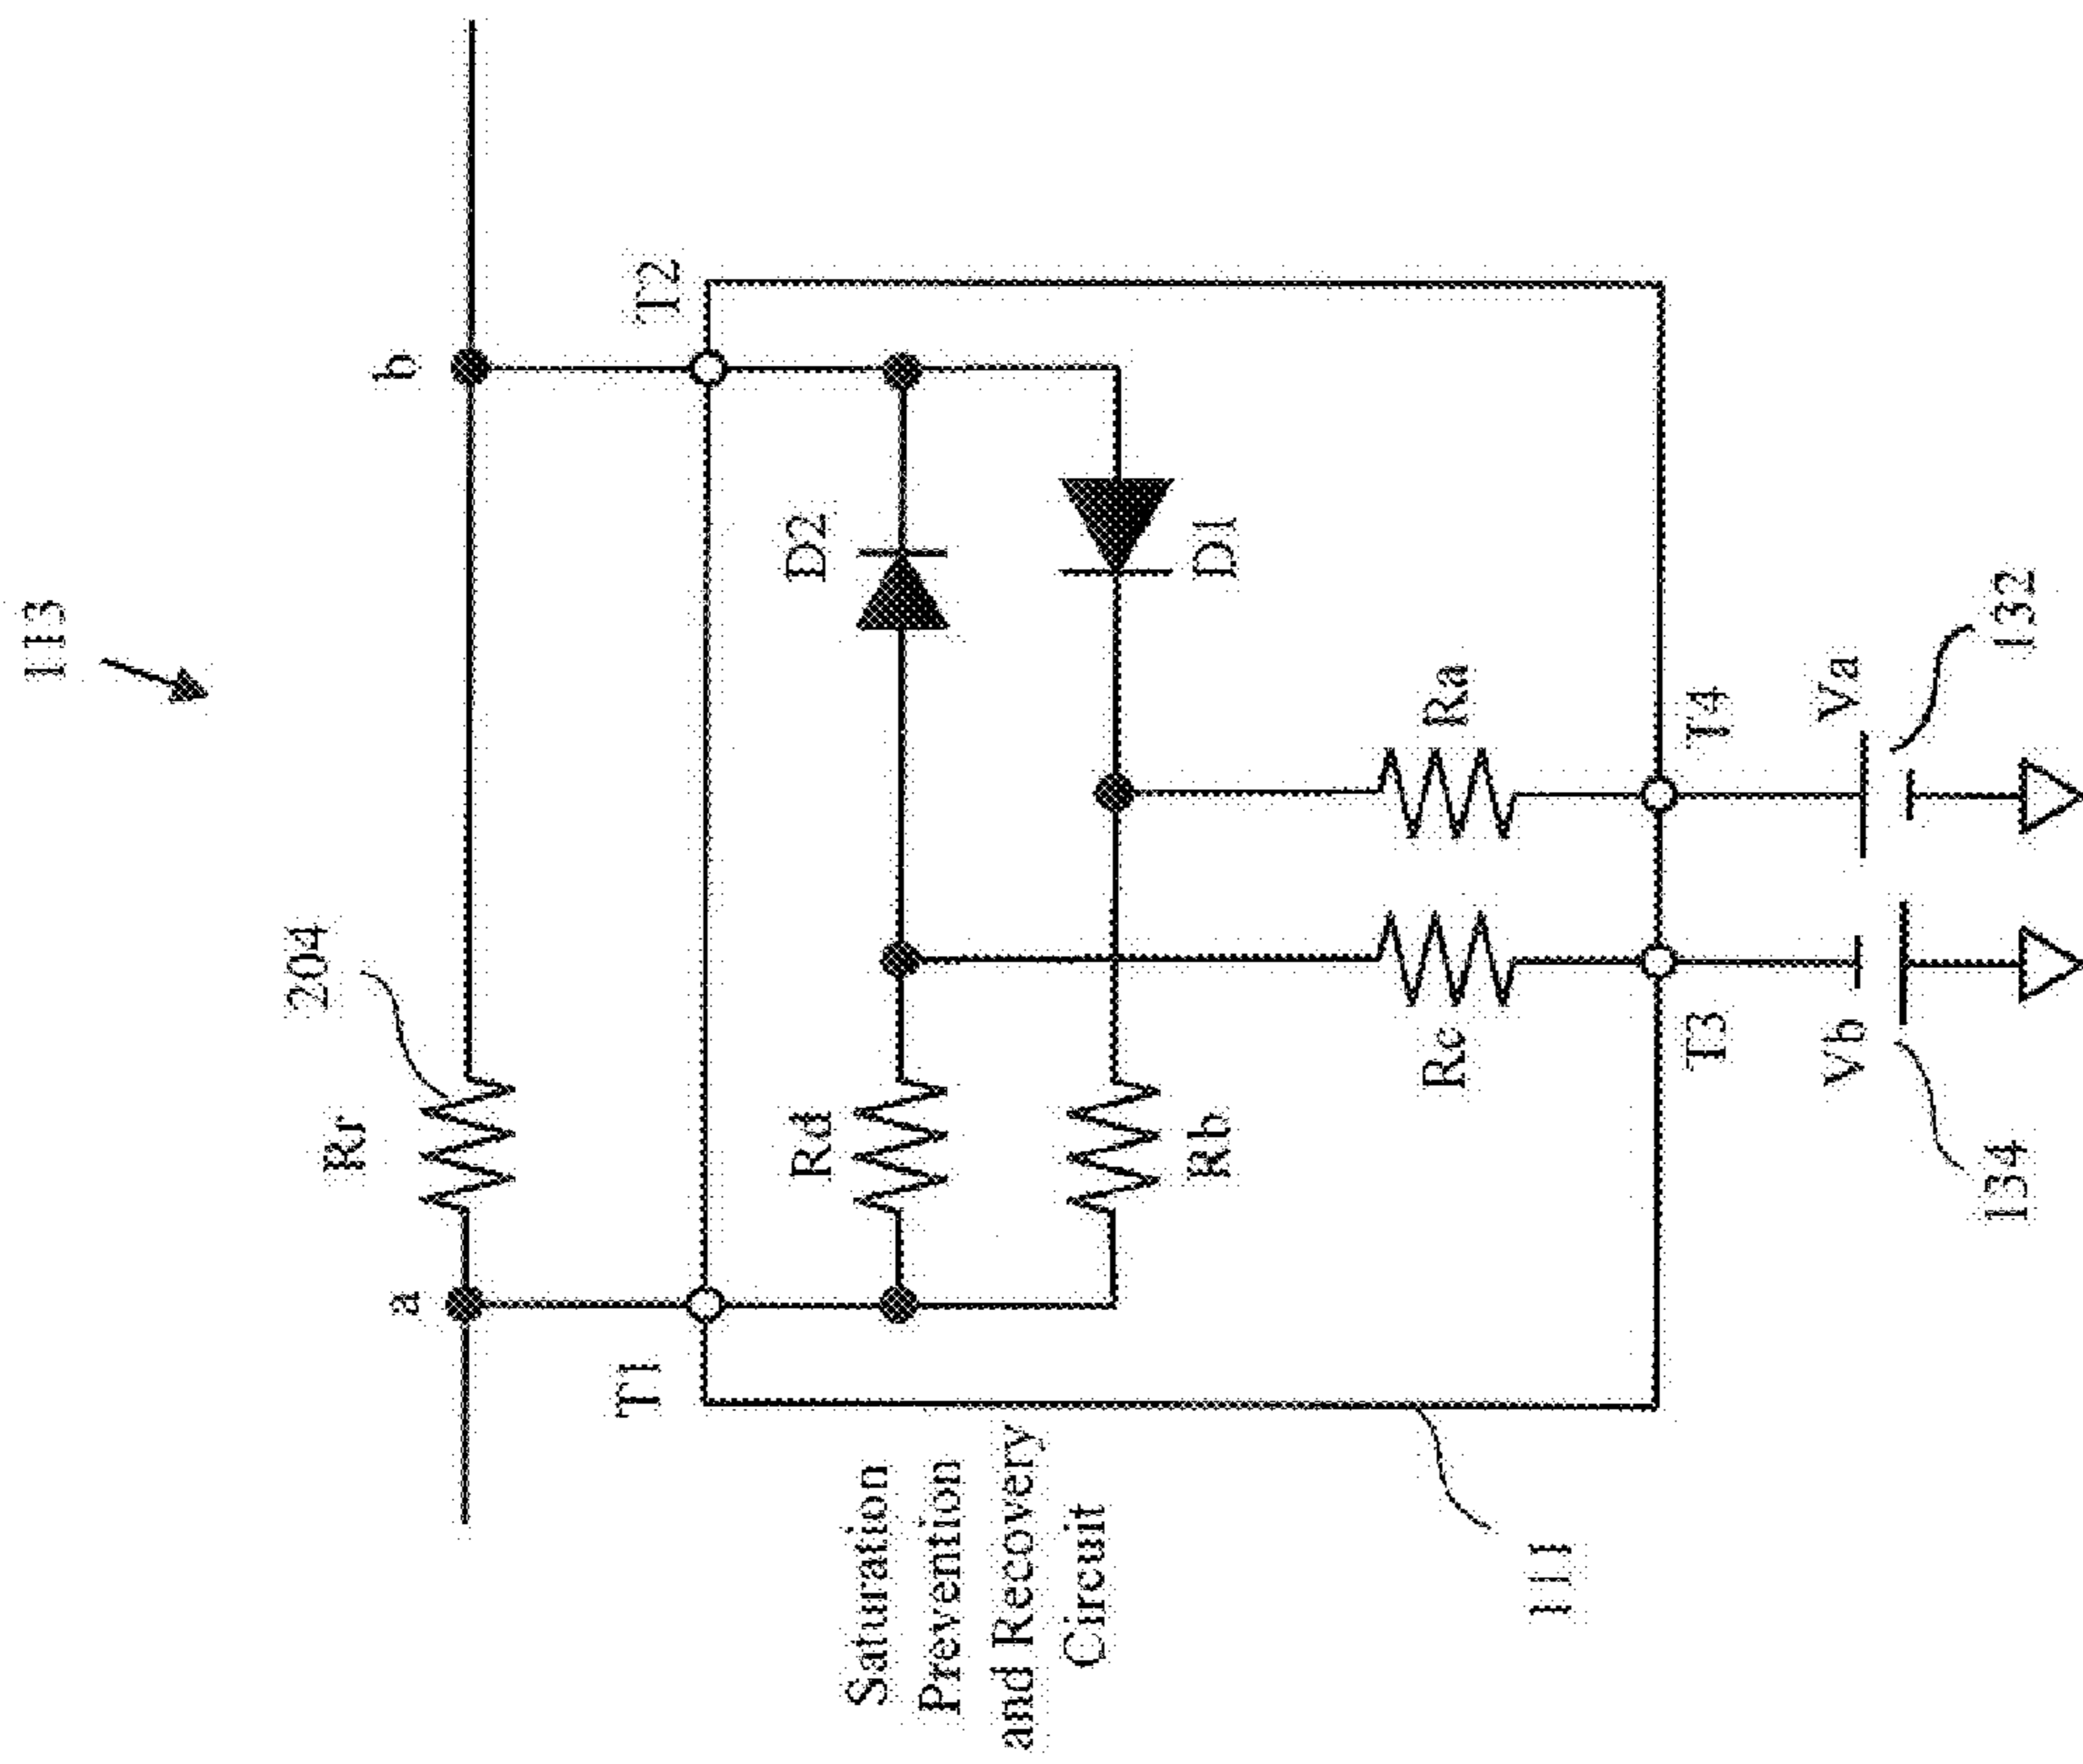 113
204
Rr
a
b
T1
T2
Saturation
Prevention
and Recovery
Circuit
Rd
D2
Rb
D1
Rc
Ra
111
T3
T4
Vb
Va
134
132